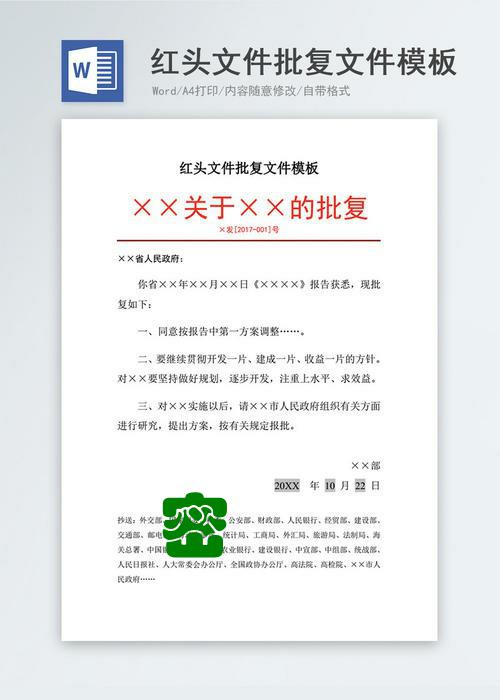 W
红头文件批复文件模板
Word/A4打印/内容随意修改/自带格式
红头文件批复文件模板
××关于××的批复
×发[2017-001]号
××省人民政府：
你省××年××月××日《××××》报告获悉，现批
复如下：
一、同意按报告中第一方案调整……。
二、要继续贯彻开发一片、建成一片、收益一片的方针。
对××要坚持做好规划，逐步开发，注重上水平、求效益。
三、对××实施以后，请××市人民政府组织有关方面
进行研究，提出方案，按有关规定报批。
××部
20XX 年 10 月 22 日
抄送：外交部、公安部、财政部、人民银行、经贸部、建设部、
交通部、邮电 统计局、工商局、外汇局、旅游局、法制局、海
关总署、中国银 农业银行、建设银行、中宣部、中组部、统战部、
人民日报社、人大常委会办公厅、全国政协办公厅、高法院、高检院、××市人
民政府……